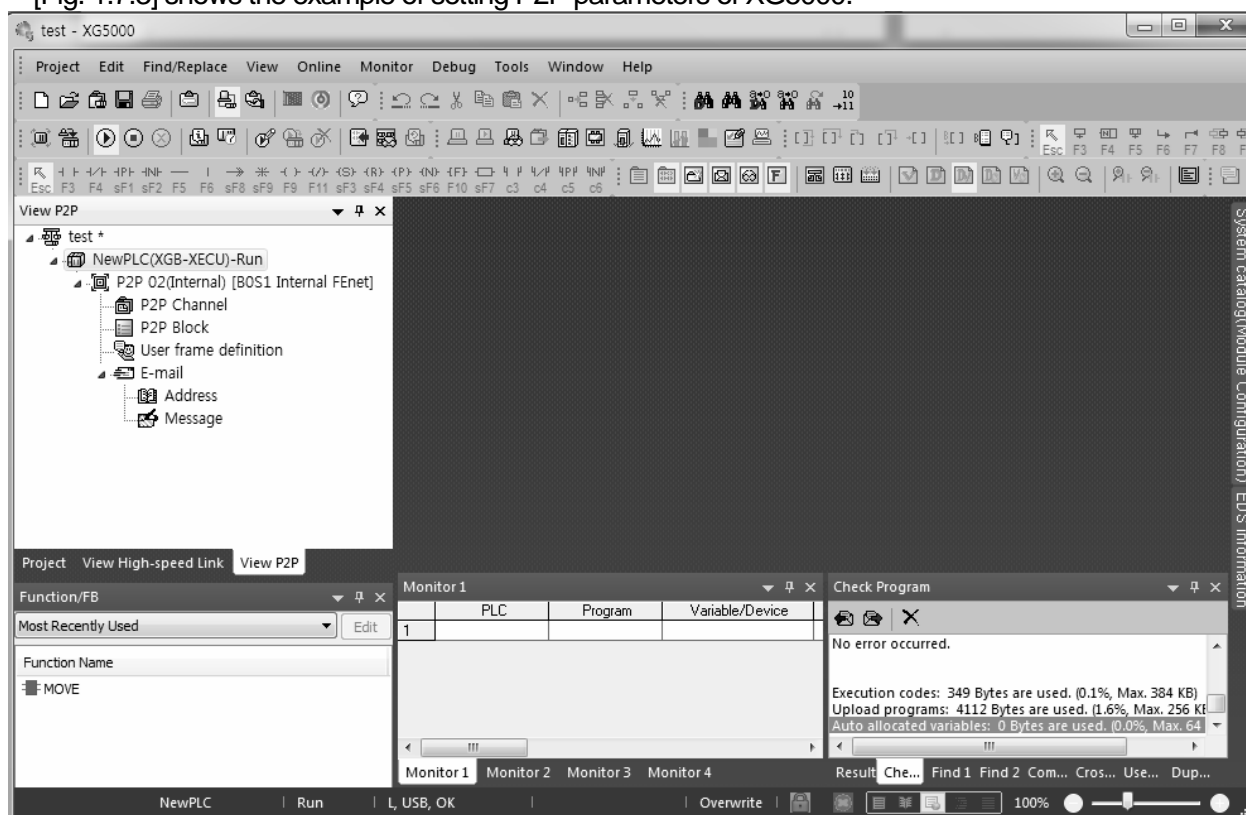 [Fig. 1.7.3] shows the example of setting P2P parameters of XG5000.
test - XG5000
Project Edit Find/Replace View Online Monitor Debug Tools Window Help
Esc F3 F4 F5 F6 F7 F8 F
Esc F3 F4 sF1 sF2 F5 F6 sF8 sF9 F9 F11 sF3 sF4 sF5 sF6 F10 sF7 c3 c4 c5 c6
View P2P
test *
NewPLC(XGB-XECU)-Run
P2P 02(Internal) [B0S1 Internal FEnet]
P2P Channel
P2P Block
User frame definition
E-mail
Address
Message
System catalog(Module Configuration) EDS information
Project View High-speed Link View P2P
Function/FB
Most Recently Used Edit
Function Name
MOVE
Monitor 1
PLC Program Variable/Device
1
Monitor 1 Monitor 2 Monitor 3 Monitor 4
Check Program
No error occurred.
Execution codes: 349 Bytes are used. (0.1%, Max. 384 KB)
Upload programs: 4112 Bytes are used. (1.6%, Max. 256 KB
Auto allocated variables: 0 Bytes are used. (0.0%, Max. 64
Result Che... Find 1 Find 2 Com... Cros... Use... Dup...
NewPLC Run L, USB, OK Overwrite 100%